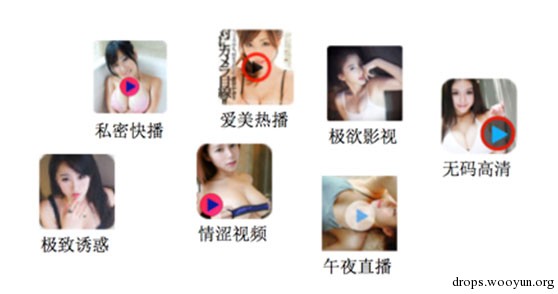 私密快播
爱美热播
极欲影视
无码高清
极致诱惑
情涩视频
午夜直播
drops.wooyun.org